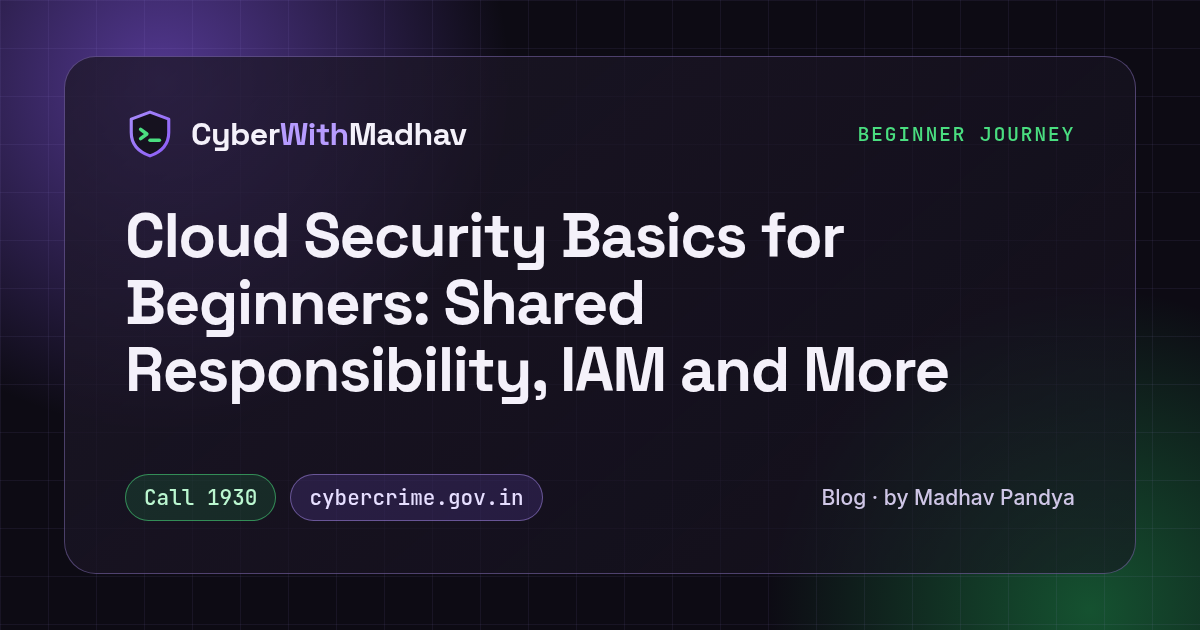 CyberWithMadhav
BEGINNER JOURNEY
Cloud Security Basics for
Beginners: Shared
Responsibility, IAM and More
Call 1930
cybercrime.gov.in
Blog · by Madhav Pandya